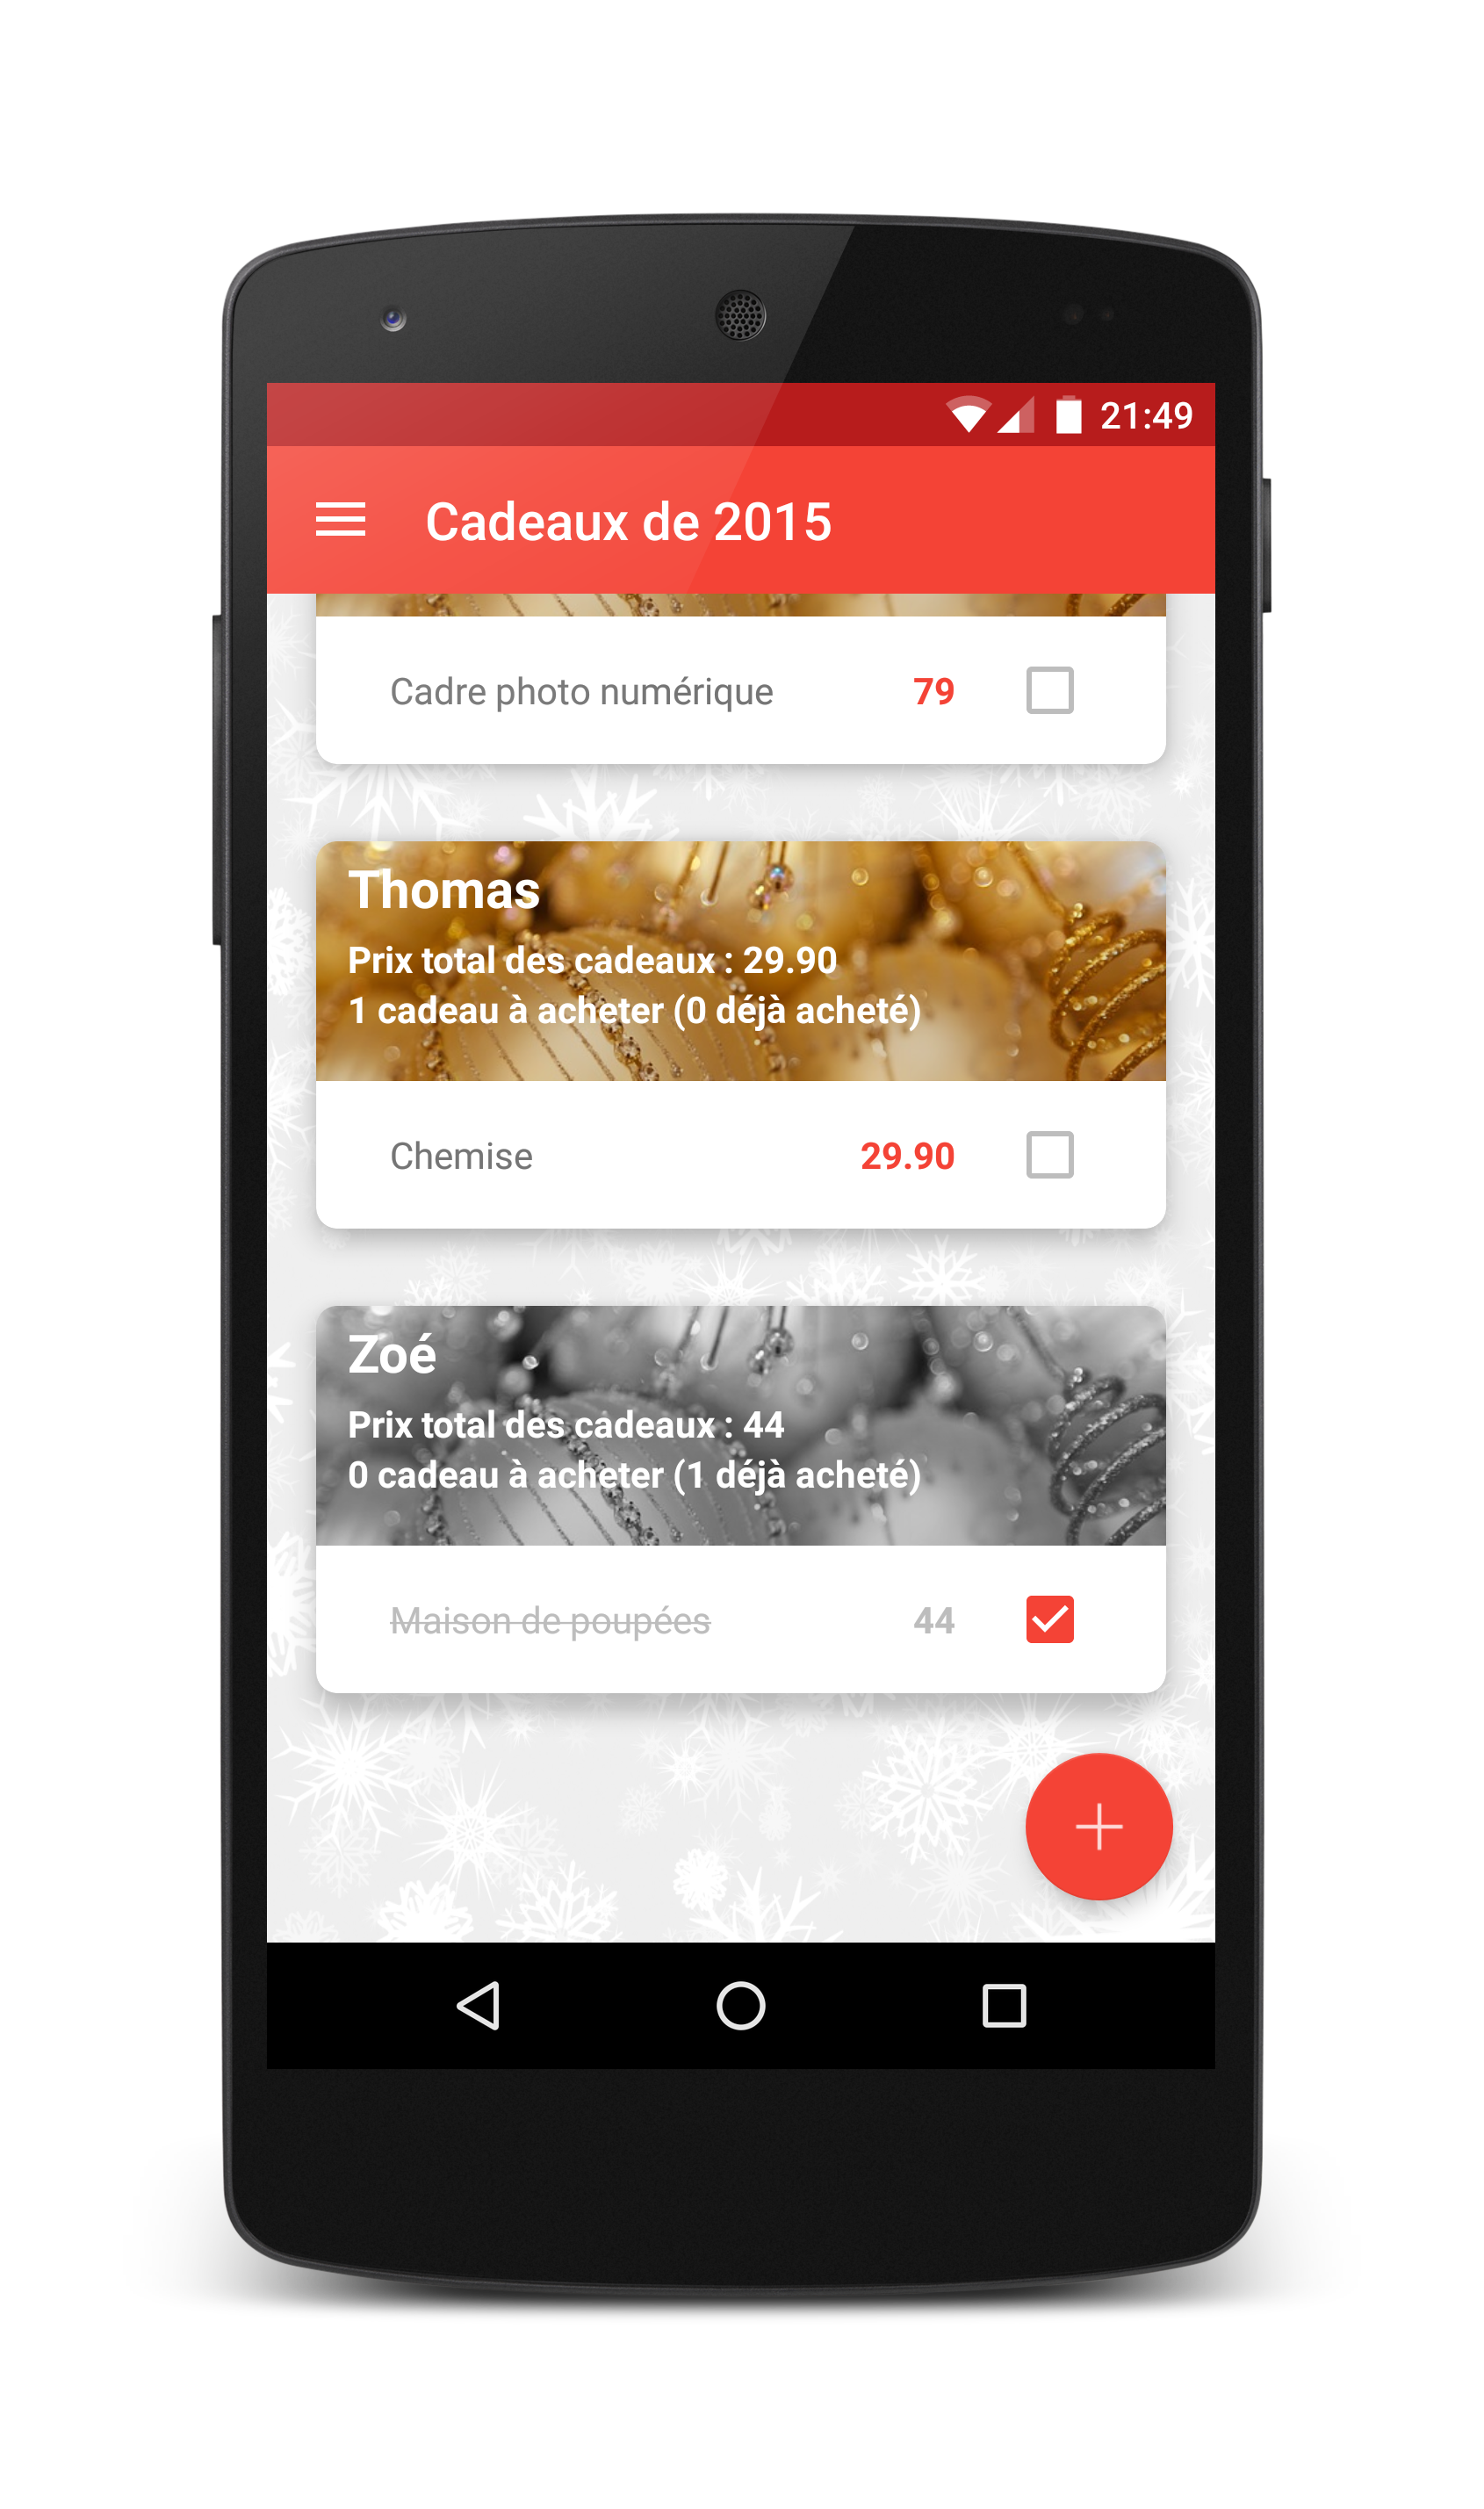 21:49
Cadeaux de 2015
Cadre photo numérique 79
Thomas
Prix total des cadeaux : 29.90
1 cadeau à acheter (0 déjà acheté)
Chemise 29.90
Zoé
Prix total des cadeaux : 44
0 cadeau à acheter (1 déjà acheté)
Maison de poupées 44